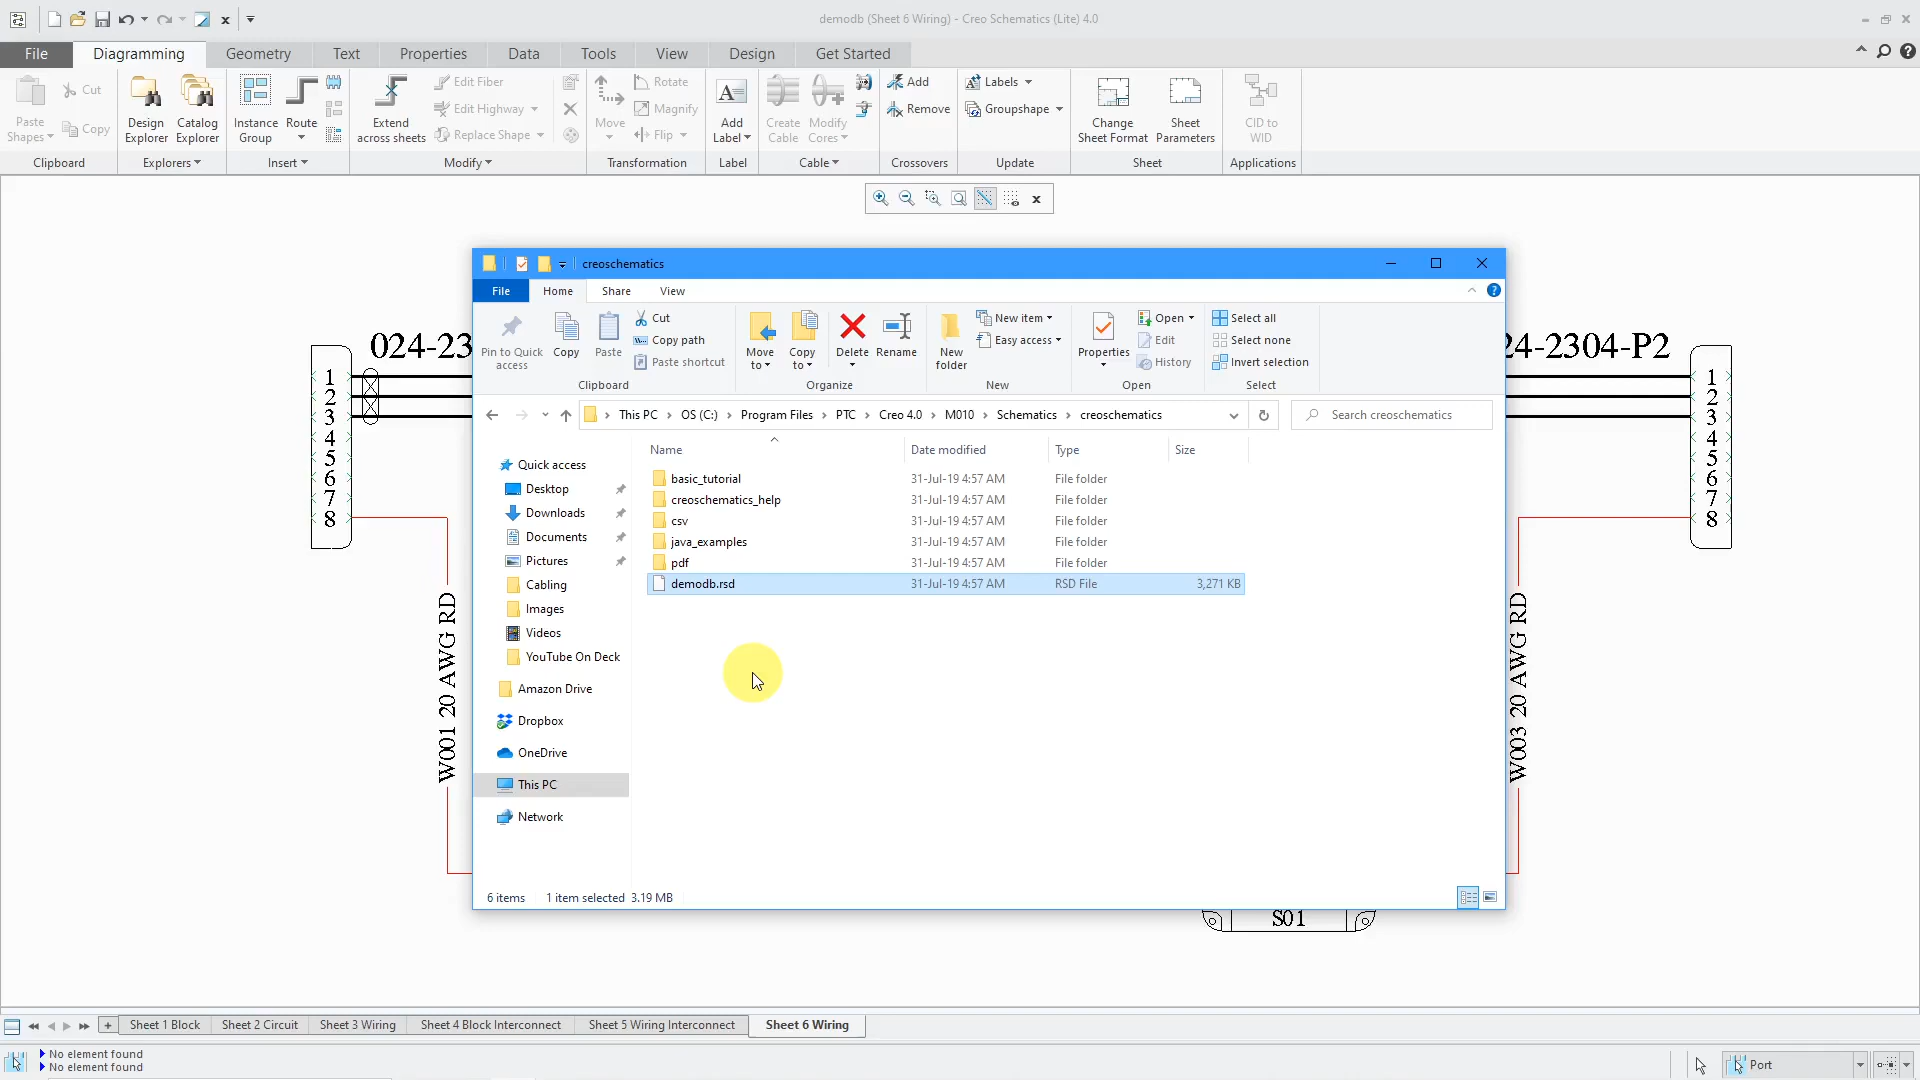 demodb (Sheet 6 Wiring) - Creo Schematics (Lite) 4.0
File Diagramming Geometry Text Properties Data Tools View Design Get Started
Paste Shapes
Cut
Copy
Clipboard
Design Explorer
Catalog Explorer
Explorers
Instance Group
Route
Insert
Extend across sheets
Edit Fiber
Edit Highway
Replace Shape
Modify
Move
Rotate
Magnify
Flip
Transformation
Add Label
Label
Create Cable
Modify Cores
Cable
Add
Remove
Crossovers
Labels
Groupshape
Update
Change Sheet Format
Sheet Parameters
Sheet
CID to WID
Applications
creoschematics
File Home Share View
Pin to Quick access
Copy
Paste
Cut
Copy path
Paste shortcut
Clipboard
Move to
Copy to
Delete
Rename
Organize
New folder
New item
Easy access
New
Properties
Open
Edit
History
Open
Select all
Select none
Invert selection
Select
This PC > OS (C:) > Program Files > PTC > Creo 4.0 > M010 > Schematics > creoschematics
Search creoschematics
Name Date modified Type Size
basic_tutorial 31-Jul-19 4:57 AM File folder
creoschematics_help 31-Jul-19 4:57 AM File folder
csv 31-Jul-19 4:57 AM File folder
java_examples 31-Jul-19 4:57 AM File folder
pdf 31-Jul-19 4:57 AM File folder
demodb.rsd 31-Jul-19 4:57 AM RSD File 3,271 KB
Quick access
Desktop
Downloads
Documents
Pictures
Cabling
Images
Videos
YouTube On Deck
Amazon Drive
Dropbox
OneDrive
This PC
Network
6 items 1 item selected 3.19 MB
024-23
1
2
3
4
5
6
7
8
W001 20 AWG RD
24-2304-P2
1
2
3
4
5
6
7
8
W003 20 AWG RD
S01
Sheet 1 Block Sheet 2 Circuit Sheet 3 Wiring Sheet 4 Block Interconnect Sheet 5 Wiring Interconnect Sheet 6 Wiring
No element found
No element found
Port